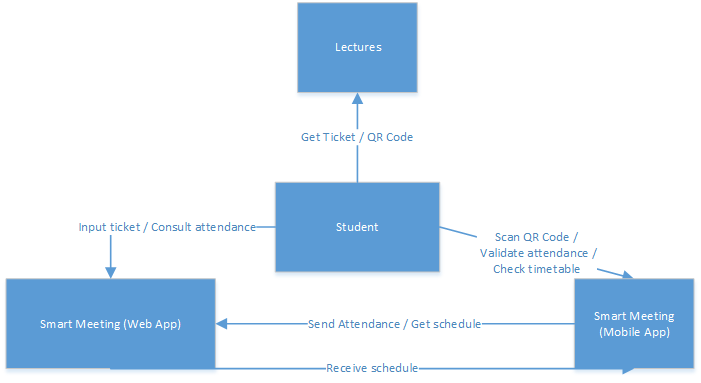 Lectures
Get Ticket / QR Code
Student
Input ticket / Consult attendance
Scan QR Code /
Validate attendance /
Check timetable
Smart Meeting (Web App)
Send Attendance / Get schedule
Smart Meeting
(Mobile App)
Receive schedule